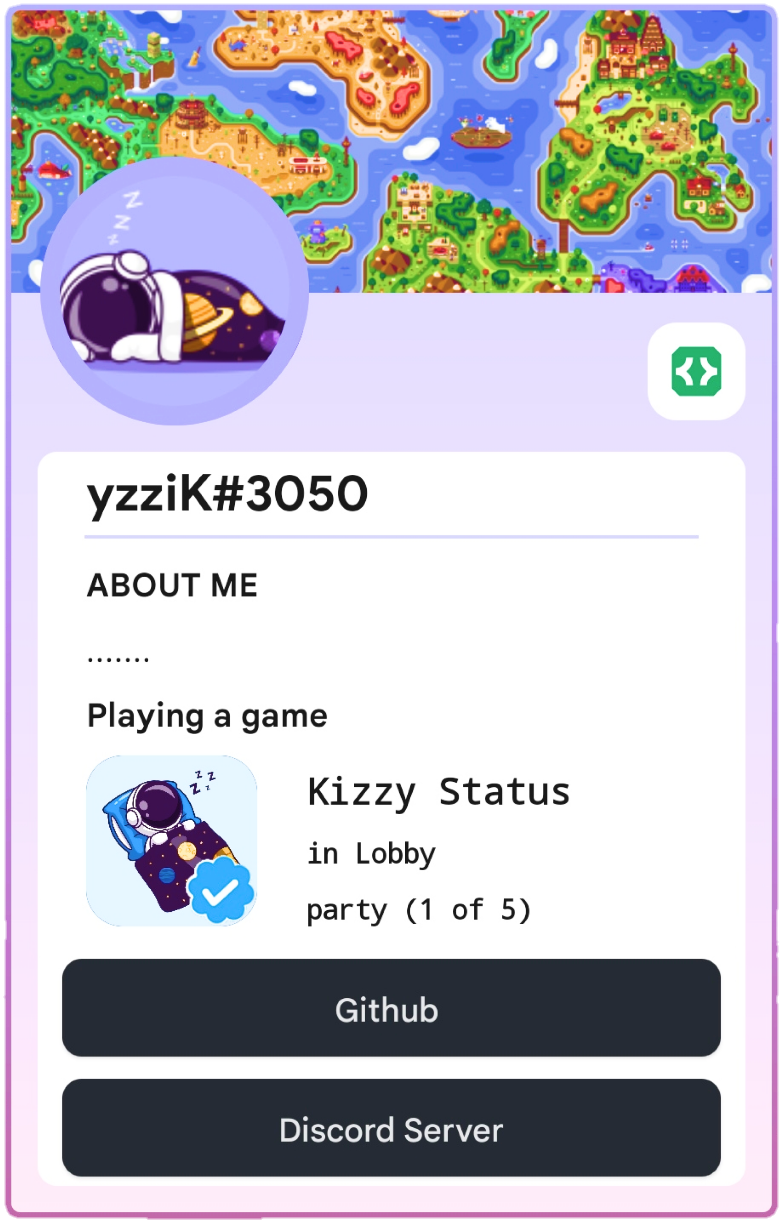 z z z
yzziK#3050
ABOUT ME
.......
Playing a game
z z z z
Kizzy Status
in Lobby
party (1 of 5)
Github
Discord Server